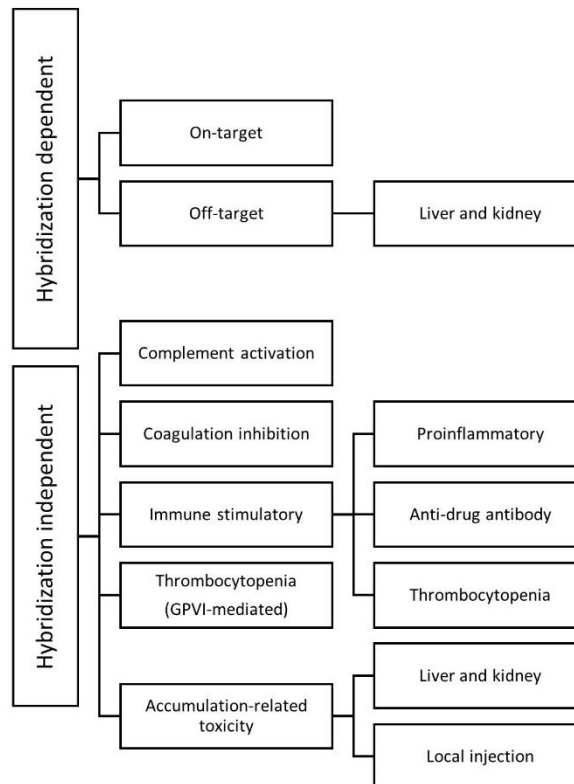 Hybridization dependent
On-target
Off-target
Liver and kidney
Hybridization independent
Complement activation
Coagulation inhibition
Proinflammatory
Immune stimulatory
Anti-drug antibody
Thrombocytopenia
(GPVI-mediated)
Thrombocytopenia
Accumulation-related
toxicity
Liver and kidney
Local injection